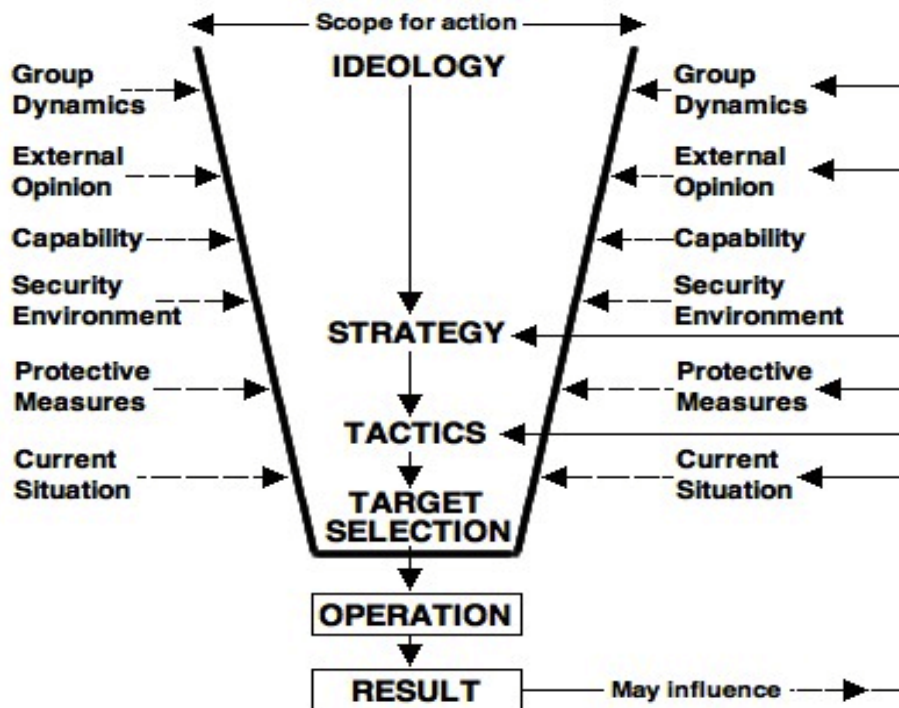 Scope for action
IDEOLOGY
Group
Dynamics
Group
Dynamics
External
Opinion
External
Opinion
Capability
Capability
Security
Environment
Security
Environment
STRATEGY
Protective
Measures
Protective
Measures
TACTICS
Current
Situation
Current
Situation
TARGET
SELECTION
OPERATION
RESULT
May influence